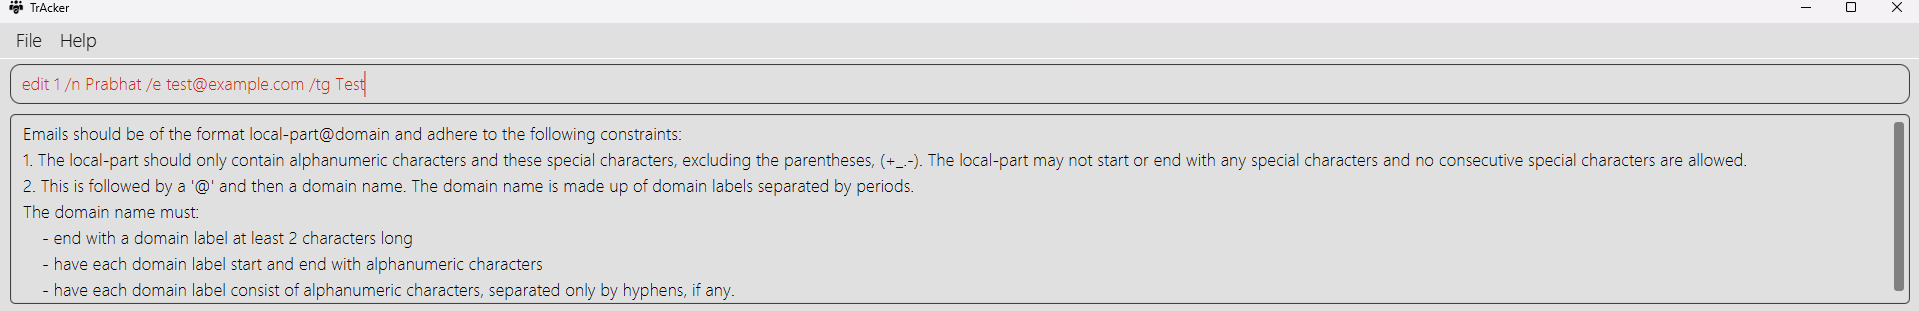 TrAcker
File Help
edit 1 /n Prabhat /e test@example.com /tg Test
Emails should be of the format local-part@domain and adhere to the following constraints:
1. The local-part should only contain alphanumeric characters and these special characters, excluding the parentheses, (+_.-). The local-part may not start or end with any special characters and no consecutive special characters are allowed.
2. This is followed by a '@' and then a domain name. The domain name is made up of domain labels separated by periods.
The domain name must:
- end with a domain label at least 2 characters long
- have each domain label start and end with alphanumeric characters
- have each domain label consist of alphanumeric characters, separated only by hyphens, if any.